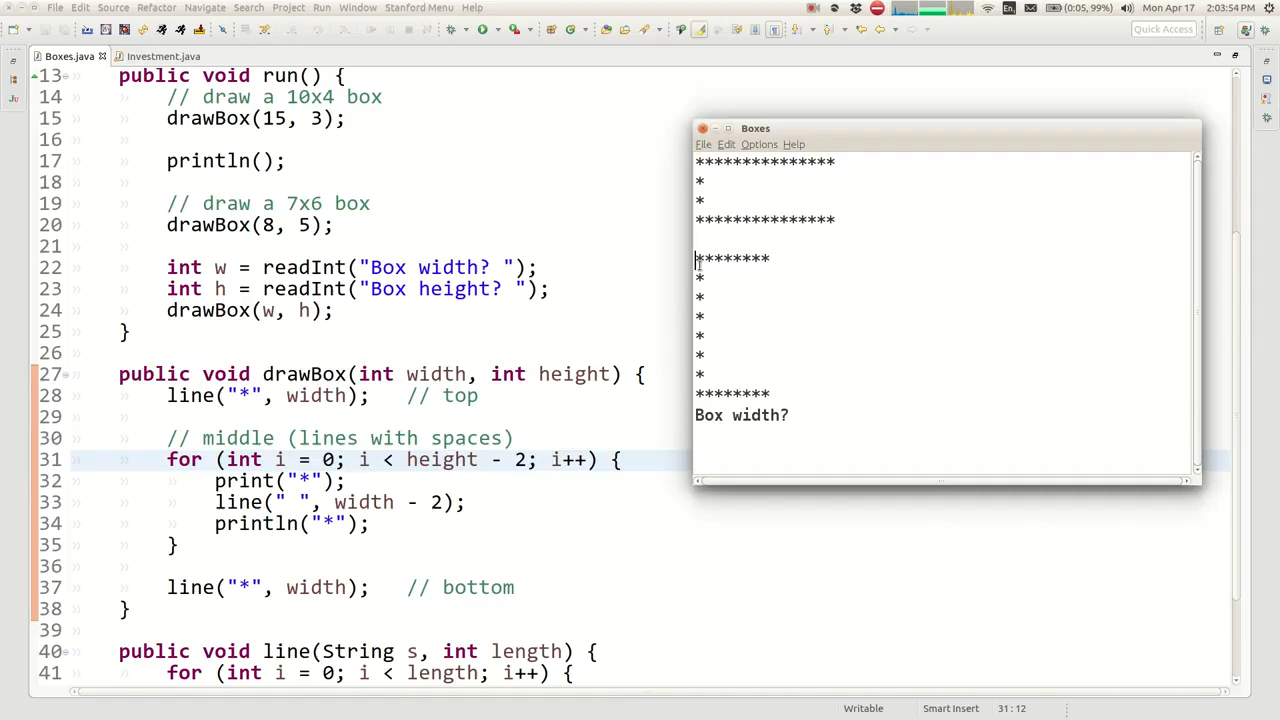 File Edit Source Refactor Navigate Search Project Run Window Stanford Menu Help
En. (0:05, 99%) Mon Apr 17 2:03:54 PM
Quick Access
Boxes.java Investment.java
13 public void run() {
14 // draw a 10x4 box
15 drawBox(15, 3);
16
17 println();
18
19 // draw a 7x6 box
20 drawBox(8, 5);
21
22 int w = readInt("Box width? ");
23 int h = readInt("Box height? ");
24 drawBox(w, h);
25 }
26
27 public void drawBox(int width, int height) {
28 line("*", width); // top
29
30 // middle (lines with spaces)
31 for (int i = 0; i < height - 2; i++) {
32 print("*");
33 line(" ", width - 2);
34 println("*");
35 }
36
37 line("*", width); // bottom
38 }
39
40 public void line(String s, int length) {
41 for (int i = 0; i < length; i++) {
Boxes
File Edit Options Help
***************
*
*
***************
********
*
*
*
*
*
*
********
Box width?
Writable Smart Insert 31 : 12